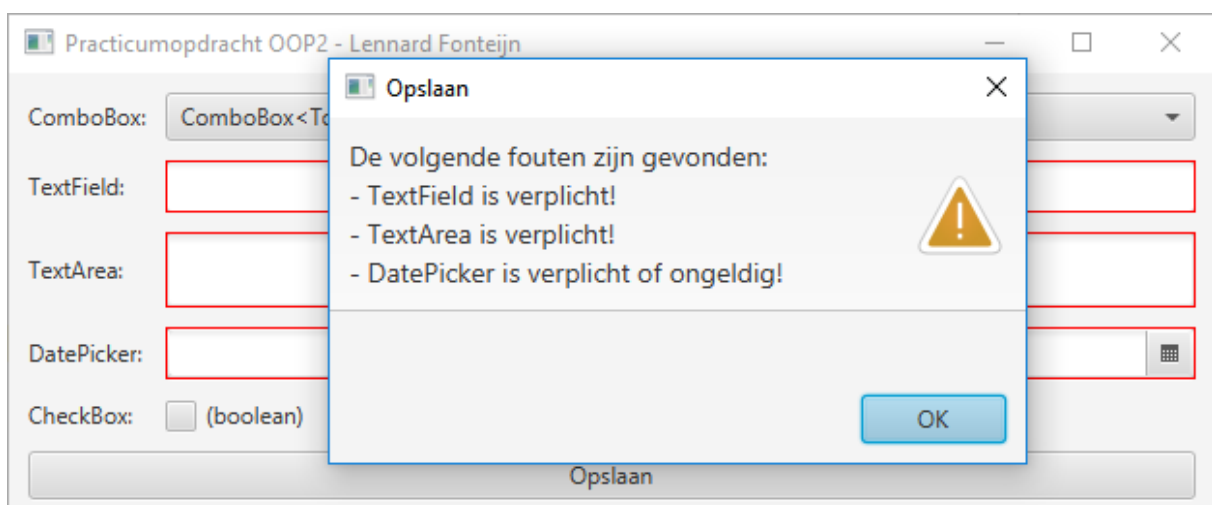 Practicumopdracht OOP2 - Lennard Fonteijn
Opslaan
ComboBox: ComboBox<To
De volgende fouten zijn gevonden:
- TextField is verplicht!
- TextArea is verplicht!
- DatePicker is verplicht of ongeldig!
TextField:
TextArea:
DatePicker:
CheckBox: (boolean)
OK
Opslaan